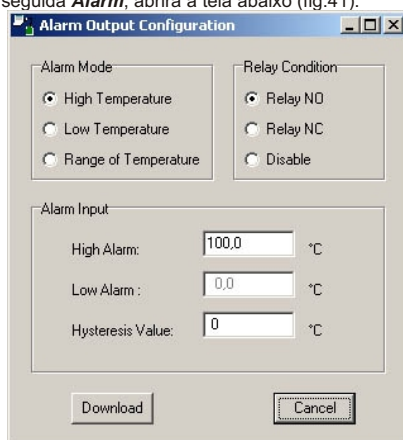 seguida Alarm, abrirá a tela abaixo (fig.41).
Alarm Output Configuration
Alarm Mode
High Temperature
Low Temperature
Range of Temperature
Relay Condition
Relay NO
Relay NC
Disable
Alarm Input
High Alarm: 100,0 °C
Low Alarm : 0,0 °C
Hysteresis Value: 0 °C
Download Cancel